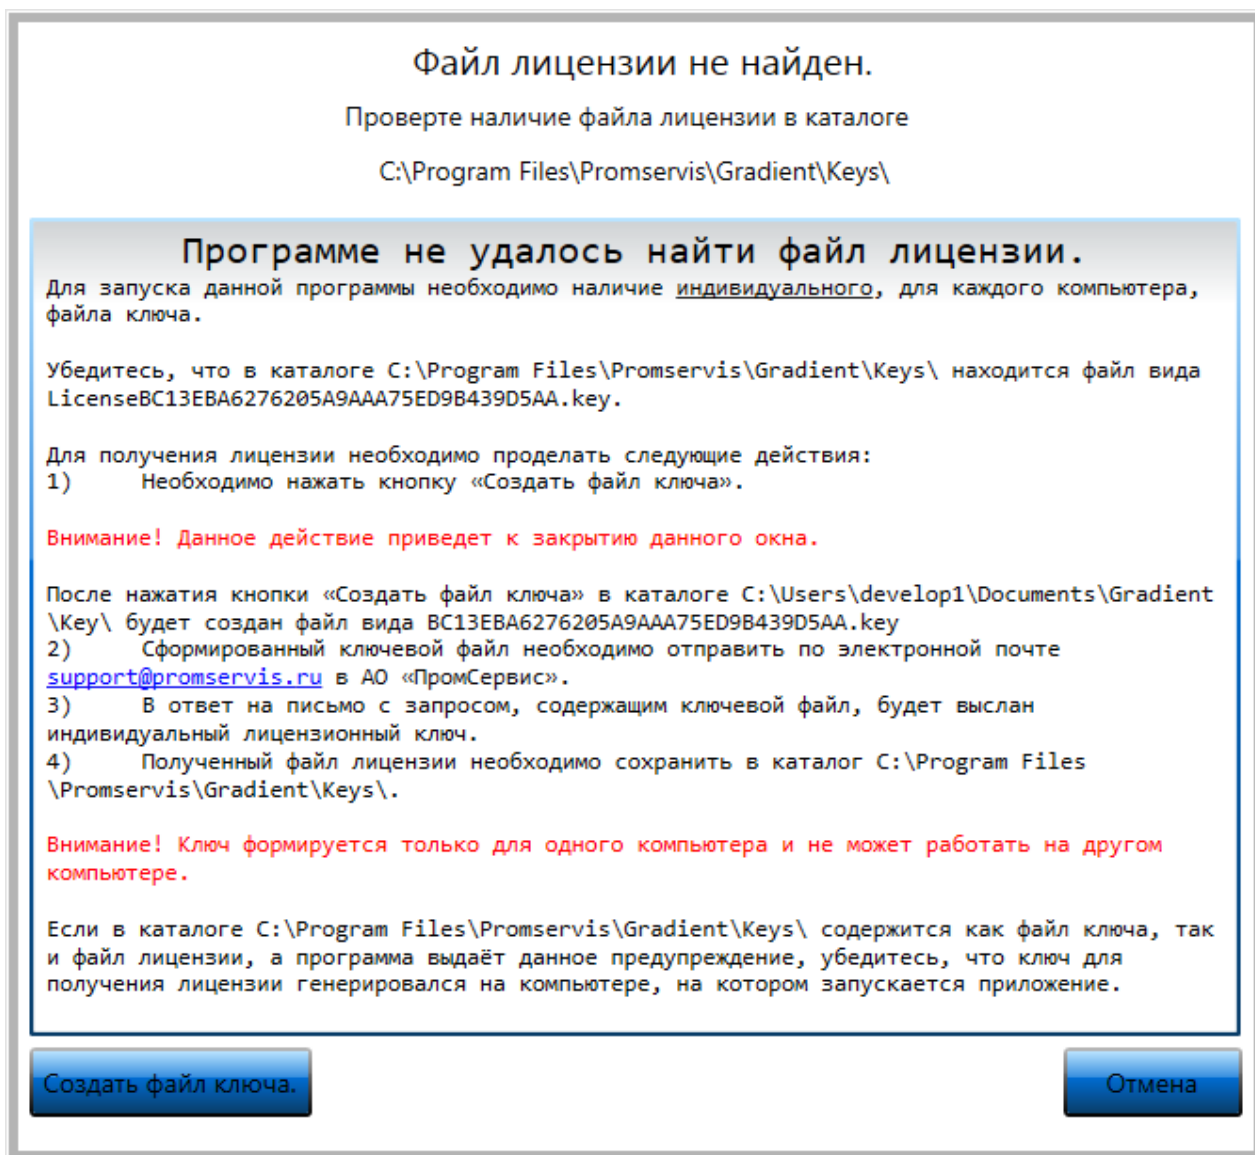 Файл лицензии не найден.
Проверте наличие файла лицензии в каталоге
C:\Program Files\Promservis\Gradient\Keys\
Программе не удалось найти файл лицензии.
Для запуска данной программы необходимо наличие индивидуального, для каждого компьютера,
файла ключа.
Убедитесь, что в каталоге C:\Program Files\Promservis\Gradient\Keys\ находится файл вида
LicenseBC13EBA6276205A9AAA75ED9B439D5AA.key.
Для получения лицензии необходимо проделать следующие действия:
1) Необходимо нажать кнопку «Создать файл ключа».
Внимание! Данное действие приведет к закрытию данного окна.
После нажатия кнопки «Создать файл ключа» в каталоге C:\Users\develop1\Documents\Gradient
\Key\ будет создан файл вида BC13EBA6276205A9AAA75ED9B439D5AA.key
2) Сформированный ключевой файл необходимо отправить по электронной почте
support@promservis.ru в АО «ПромСервис».
3) В ответ на письмо с запросом, содержащим ключевой файл, будет выслан
индивидуальный лицензионный ключ.
4) Полученный файл лицензии необходимо сохранить в каталог C:\Program Files
\Promservis\Gradient\Keys\.
Внимание! Ключ формируется только для одного компьютера и не может работать на другом
компьютере.
Если в каталоге C:\Program Files\Promservis\Gradient\Keys\ содержится как файл ключа, так
и файл лицензии, а программа выдаёт данное предупреждение, убедитесь, что ключ для
получения лицензии генерировался на компьютере, на котором запускается приложение.
Создать файл ключа.
Отмена